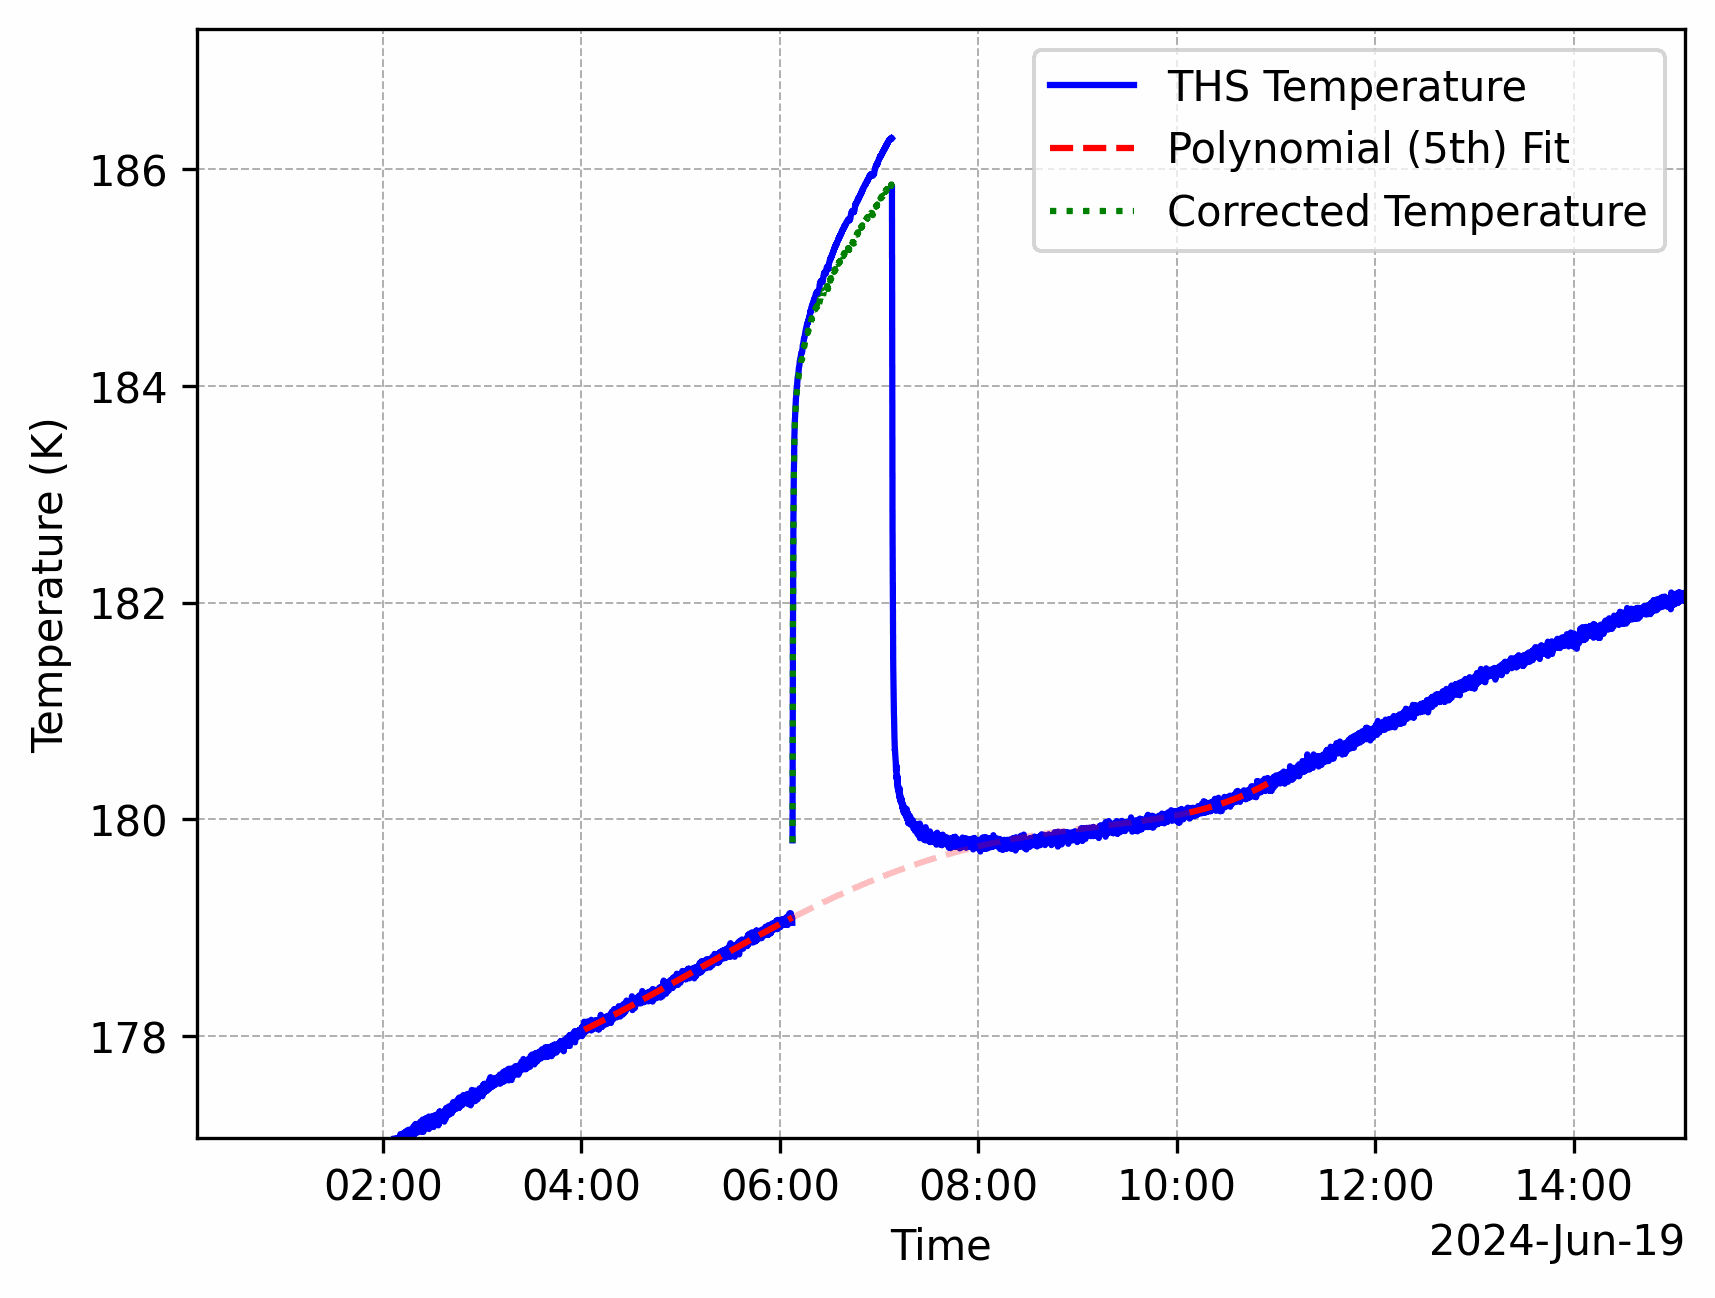 THS Temperature
Polynomial (5th) Fit
Corrected Temperature
186
184
182
180
178
Temperature (K)
02:00 04:00 06:00 08:00 10:00 12:00 14:00
2024-Jun-19
Time